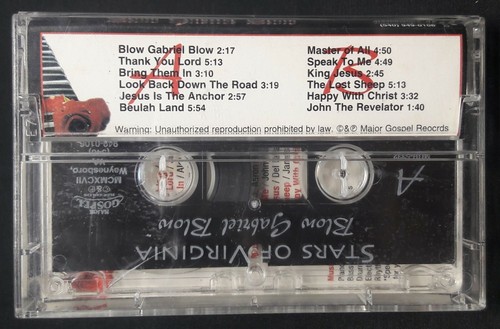 A
B
Blow Gabriel Blow 2:17
Thank You Lord 5:13
Bring Them In 3:10
Look Back Down The Road 3:19
Jesus Is The Anchor 2:57
Beulah Land 5:54
Master of All 4:50
Speak To Me 4:49
King Jesus 2:45
The Lost Sheep 5:13
Happy With Christ 3:32
John The Revelator 1:40
Warning: Unauthorized reproduction prohibited by law. ©&℗ Major Gospel Records
A
STARS OF VIRGINIA
Blow Gabriel Blow
GOSPEL
MCMXCVII
Waynesboro,
VA